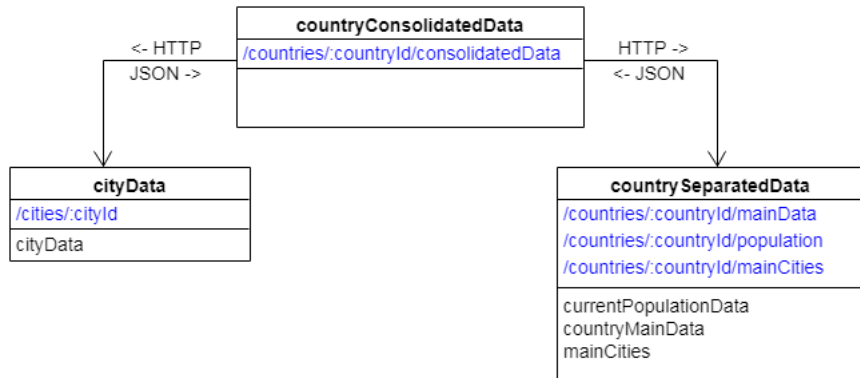 countryConsolidatedData
/countries/:countryId/consolidatedData
<- HTTP
JSON ->
HTTP ->
<- JSON
cityData
/cities/:cityId
cityData
countrySeparatedData
/countries/:countryId/mainData
/countries/:countryId/population
/countries/:countryId/mainCities
currentPopulationData
countryMainData
mainCities